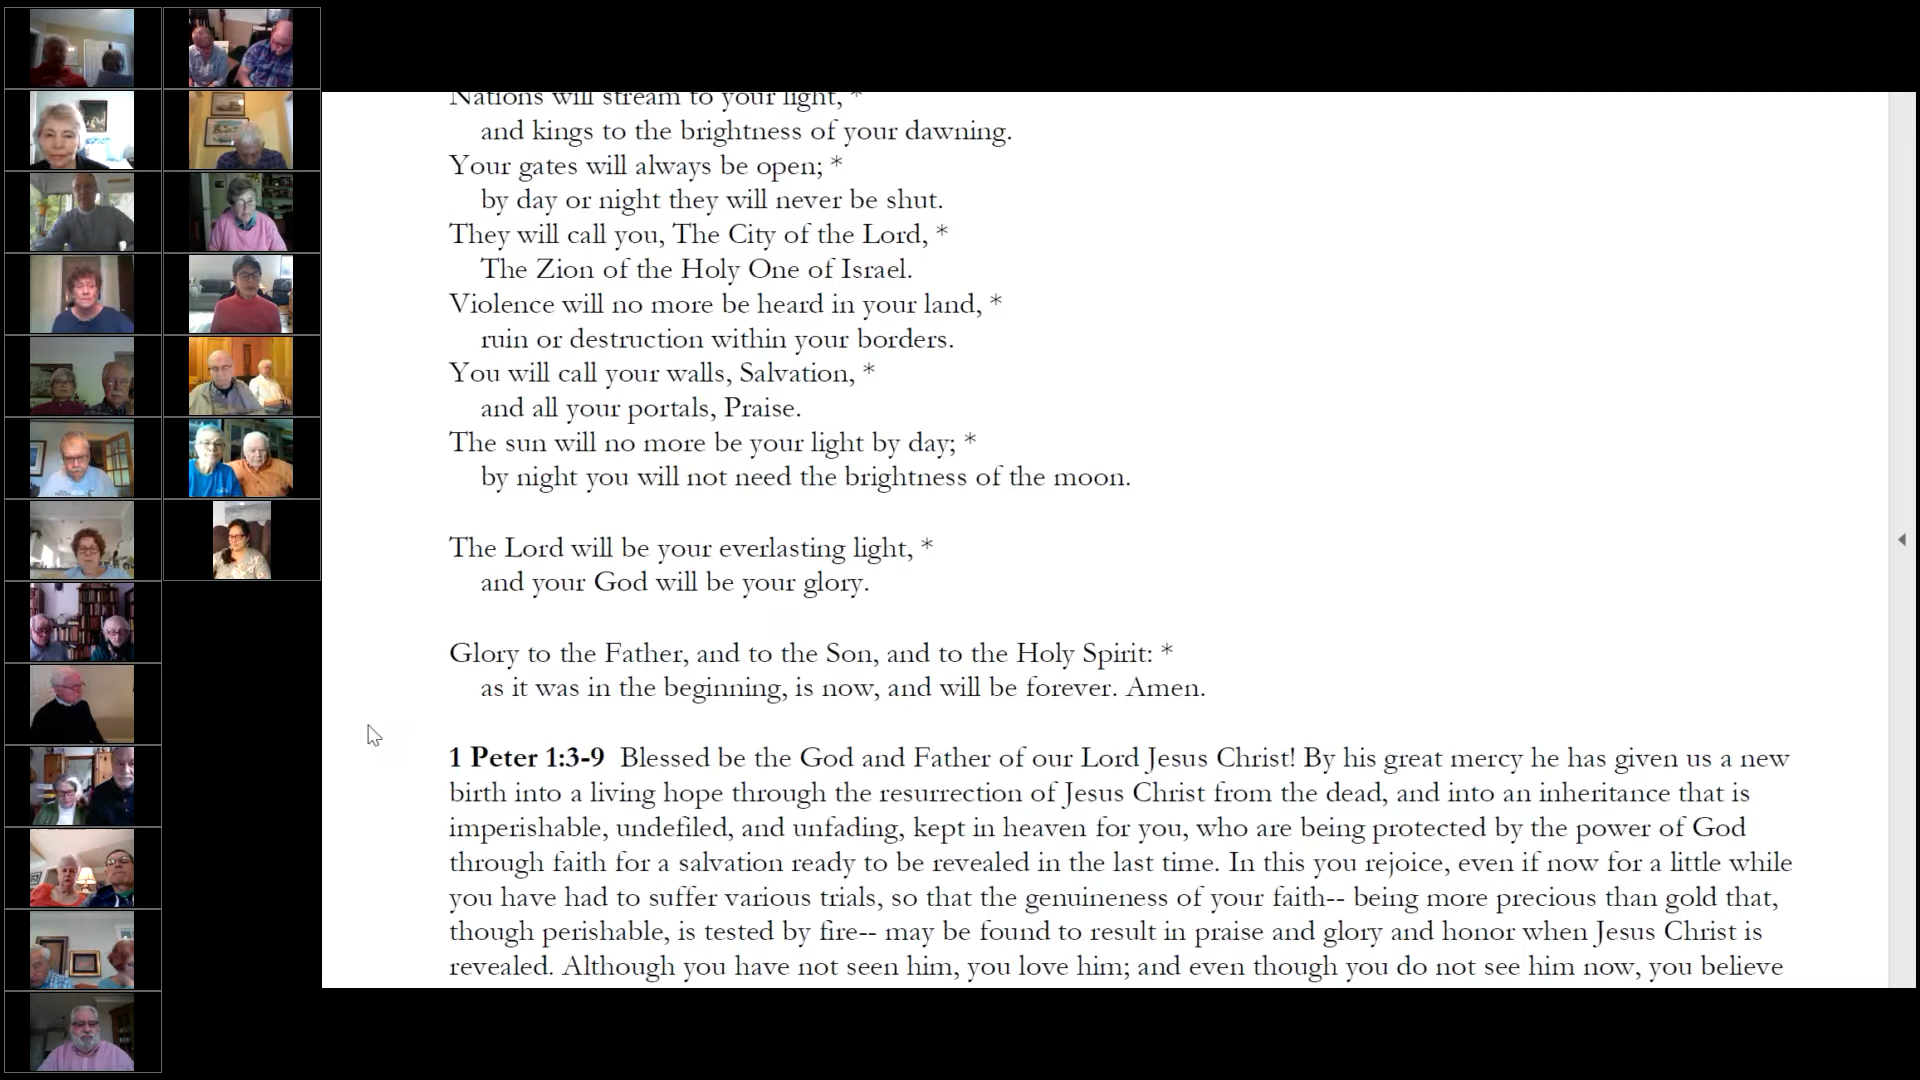 Nations will stream to your light, *
and kings to the brightness of your dawning.
Your gates will always be open; *
by day or night they will never be shut.
They will call you, The City of the Lord, *
The Zion of the Holy One of Israel.
Violence will no more be heard in your land, *
ruin or destruction within your borders.
You will call your walls, Salvation, *
and all your portals, Praise.
The sun will no more be your light by day; *
by night you will not need the brightness of the moon.
The Lord will be your everlasting light, *
and your God will be your glory.
Glory to the Father, and to the Son, and to the Holy Spirit: *
as it was in the beginning, is now, and will be forever. Amen.
1 Peter 1:3-9 Blessed be the God and Father of our Lord Jesus Christ! By his great mercy he has given us a new
birth into a living hope through the resurrection of Jesus Christ from the dead, and into an inheritance that is
imperishable, undefiled, and unfading, kept in heaven for you, who are being protected by the power of God
through faith for a salvation ready to be revealed in the last time. In this you rejoice, even if now for a little while
you have had to suffer various trials, so that the genuineness of your faith-- being more precious than gold that,
though perishable, is tested by fire-- may be found to result in praise and glory and honor when Jesus Christ is
revealed. Although you have not seen him, you love him; and even though you do not see him now, you believe